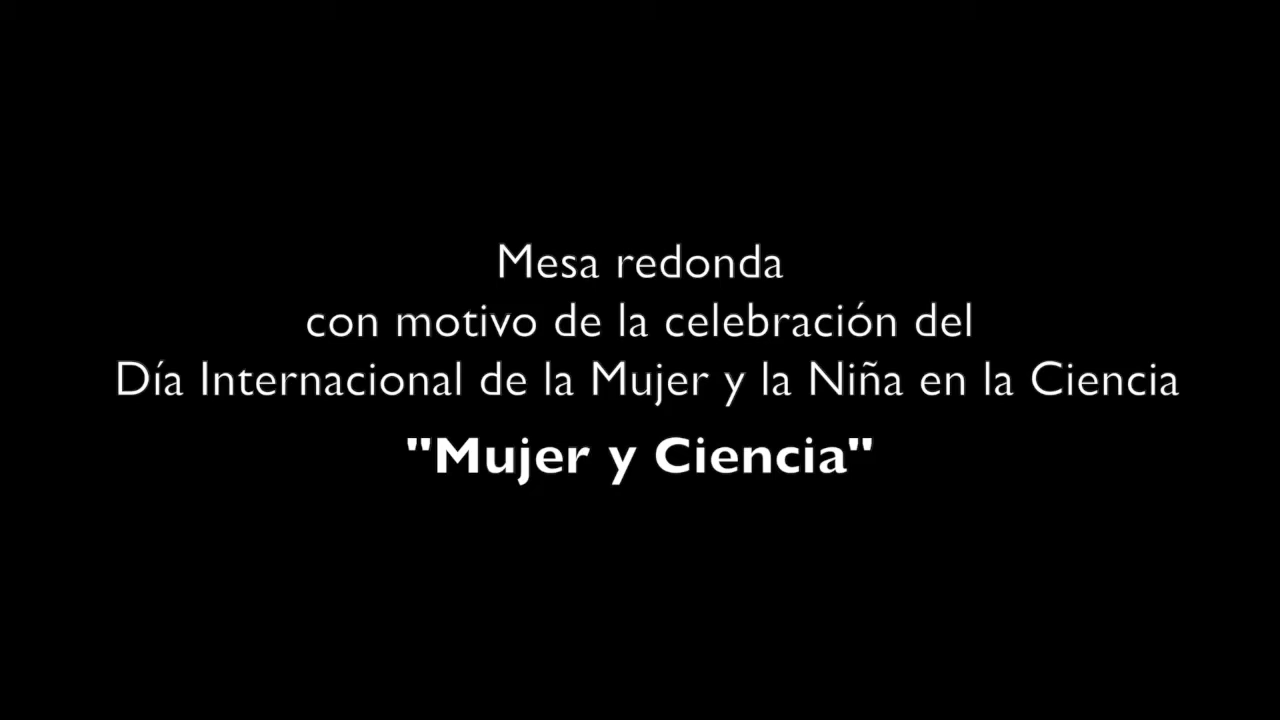 Mesa redonda
con motivo de la celebración del
Día Internacional de la Mujer y la Niña en la Ciencia
"Mujer y Ciencia"